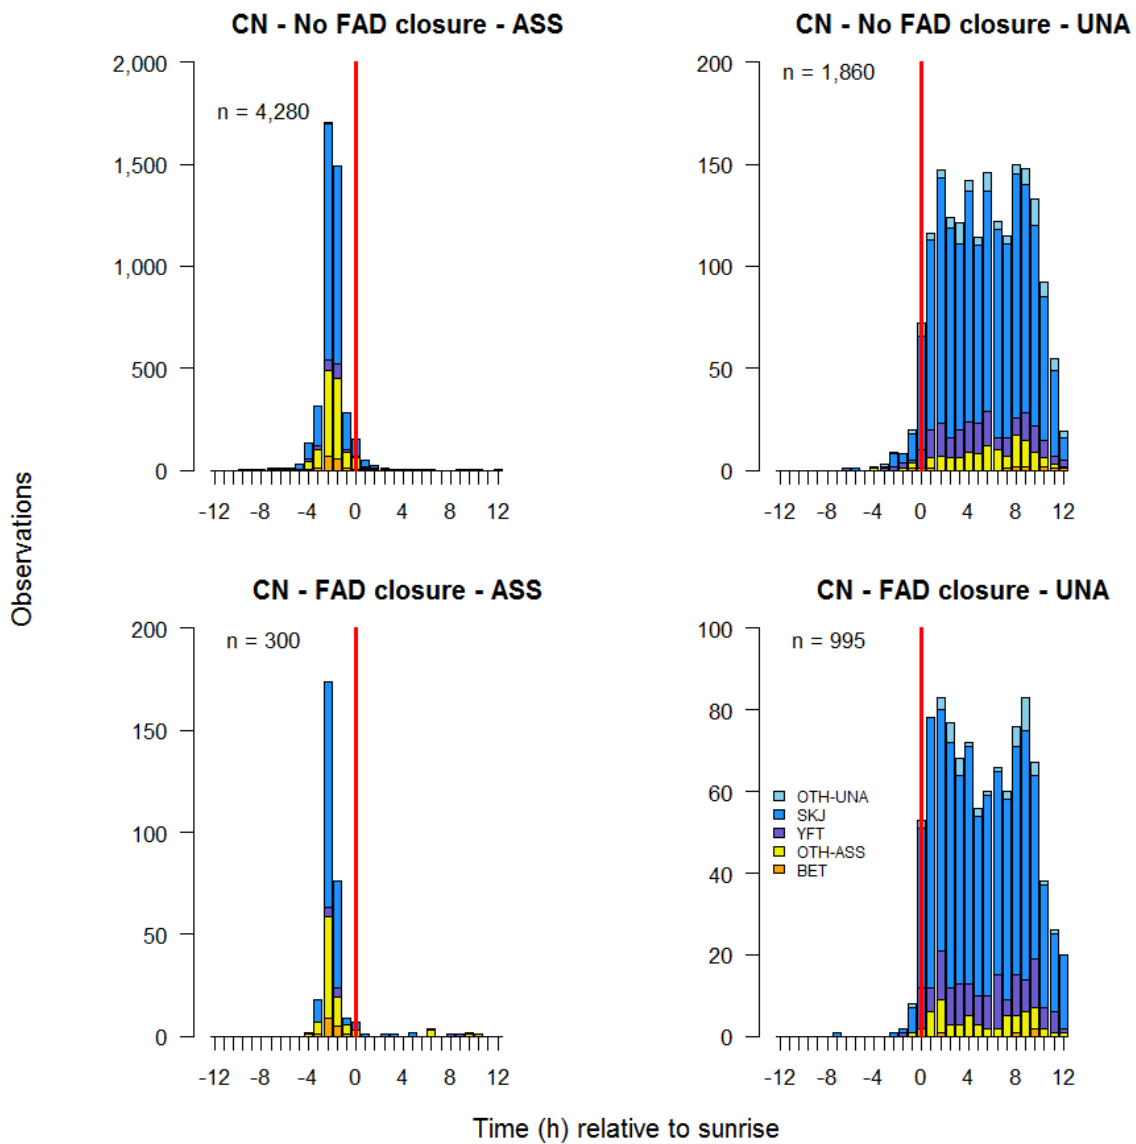 CN - No FAD closure - ASS
2,000
1,500
1,000
500
0
n = 4,280
-12 -8 -4 0 4 8 12
CN - No FAD closure - UNA
200
150
100
50
0
n = 1,860
-12 -8 -4 0 4 8 12
Observations
CN - FAD closure - ASS
200
150
100
50
0
n = 300
-12 -8 -4 0 4 8 12
CN - FAD closure - UNA
100
80
60
40
20
0
n = 995
OTH-UNA
SKJ
YFT
OTH-ASS
BET
-12 -8 -4 0 4 8 12
Time (h) relative to sunrise